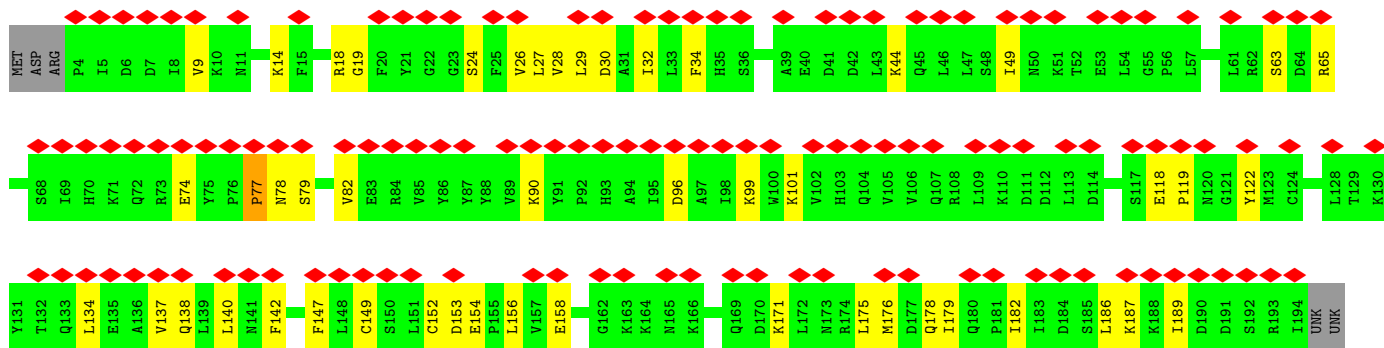 MET ASP ARG P4 I5 D6 D7 I8 V9 K10 N11 K14 F15 R18 G19 F20 Y21 G22 G23 S24 F25 V26 L27 V28 L29 D30 A31 I32 L33 F34 H35 S36 A39 E40 D41 D42 L43 K44 Q45 L46 L47 S48 I49 N50 K51 T52 E53 L54 G55 P56 L57 L61 R62 S63 D64 R65
S68 I69 H70 K71 Q72 R73 E74 Y75 P76 P77 N78 S79 V82 E83 R84 V85 Y86 Y87 Y88 V89 K90 Y91 P92 H93 A94 I95 D96 A97 I98 K99 W100 K101 V102 H103 Q104 V105 V106 Q107 R108 L109 K110 D111 D112 L113 D114 S117 E118 P119 N120 G121 Y122 M123 C124 L128 T129 K130
Y131 T132 Q133 L134 E135 A136 V137 Q138 L139 L140 N141 F142 F147 L148 C149 S150 L151 C152 D153 E154 P155 L156 V157 E158 G162 K163 K164 N165 K166 Q169 D170 K171 L172 N173 R174 L175 M176 D177 Q178 I179 Q180 P181 I182 I183 D184 S185 L186 K187 K188 I189 D190 D191 S192 R193 I194 UNK UNK